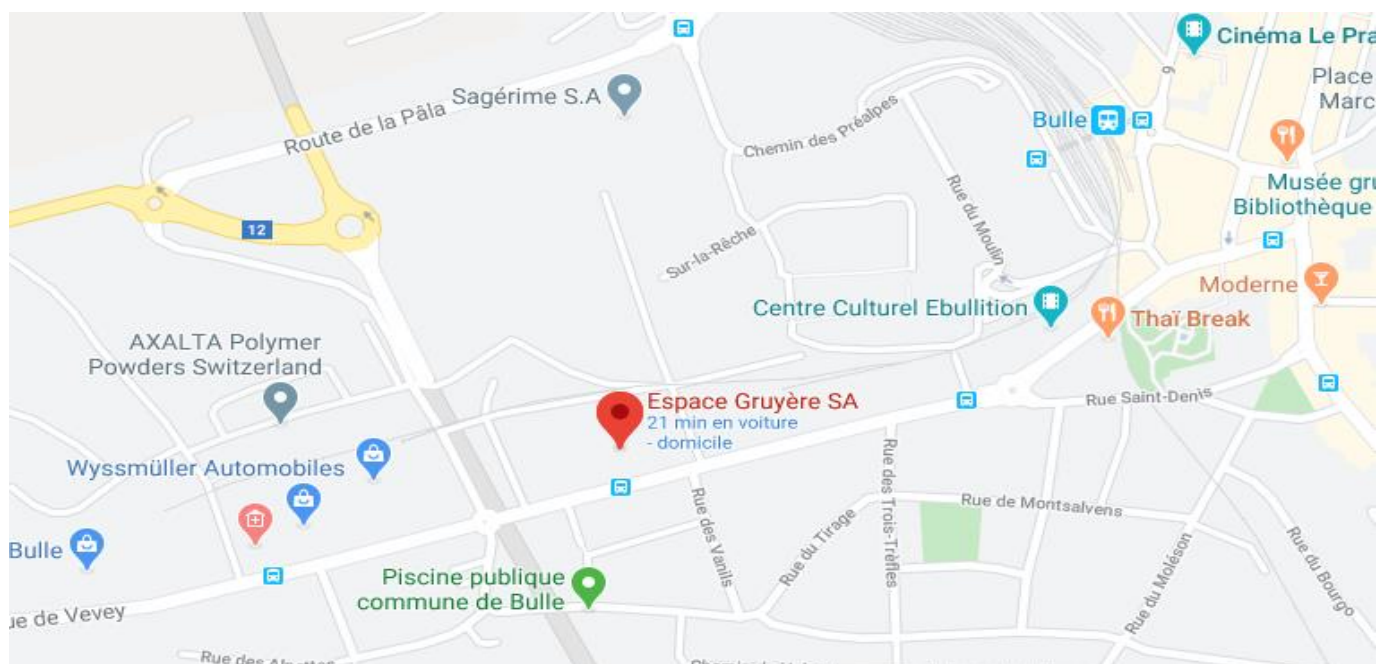 Cinéma Le Pra
Place
Marc
9
Sagérime S.A
Route de la Pâla
Bulle
Chemin des Préalpes
Musée gru
Bibliothèque
Rue du Moulin
12
Sur-la-Rêche
Moderne
Centre Culturel Ebullition
Thaï Break
AXALTA Polymer
Powders Switzerland
Espace Gruyère SA
21 min en voiture
- domicile
Rue Saint-Denis
Wyssmüller Automobiles
Rue des Trois-Trèfles
Rue des Vanils
Rue de Montsalvens
Rue du Tirage
Bulle
Rue du Moléson
Rue du Bourgo
Piscine publique
commune de Bulle
ue de Vevey